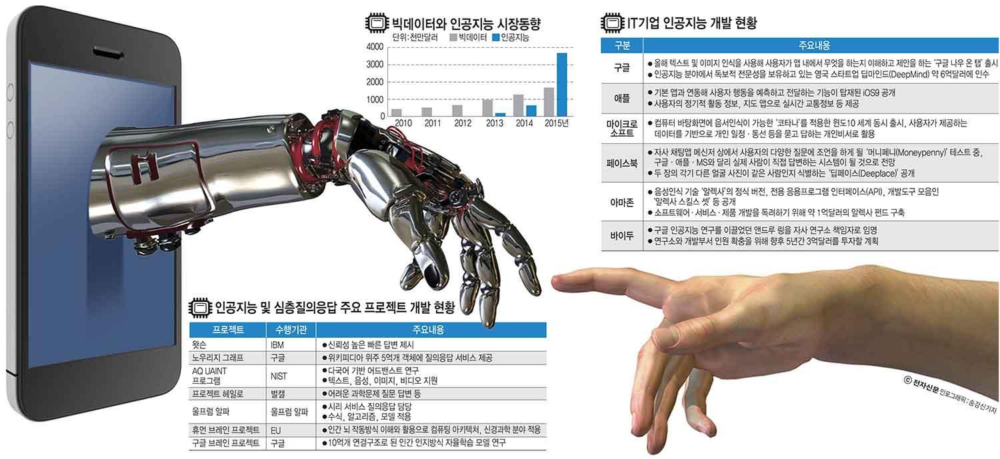 빅데이터와 인공지능 시장동향
단위:천만달러 빅데이터 인공지능
4000
3000
2000
1000
0
2010 2011 2012 2013 2014 2015년
IT기업 인공지능 개발 현황
구분 주요내용
구글
● 올해 텍스트 및 이미지 인식을 사용해 사용자가 앱 내에서 무엇을 하는지 이해하고 제안을 하는 '구글 나우 온 탭' 출시
● 인공지능 분야에서 독보적 전문성을 보유하고 있는 영국 스타트업 딥마인드(DeepMind) 약 6억달러에 인수
애플
● 기본 앱과 연동해 사용자 행동을 예측하고 전달하는 기능이 탑재된 iOS9 공개
● 사용자의 정기적 활동 정보, 지도 앱으로 실시간 교통정보 등 제공
마이크로
소프트
● 컴퓨터 바탕화면에 음서인식이 가능한 '코타나'를 적용한 윈도10 세계 동시 출시, 사용자가 제공하는
데이터를 기반으로 개인 일정·동선 등을 묻고 답하는 개인비서로 활용
페이스북
● 자사 채팅앱 메신저 상에서 사용자의 다양한 질문에 조언을 하게 될 '머니페니(Moneypenny)' 테스트 중,
구글·애플·MS와 달리 실제 사람이 직접 답변하는 시스템이 될 것으로 전망
● 두 장의 각기 다른 얼굴 사진이 같은 사람인지 식별하는 '딥페이스(Deepface)' 공개
아마존
● 음성인식 기술 '알렉사'의 정식 버전, 전용 응용프로그램 인터페이스(API), 개발도구 모음인
'알렉사 스킬스 셋' 등 공개
● 소프트웨어·서비스·제품 개발을 독려하기 위해 약 1억달러의 알렉사 펀드 구축
바이두
● 구글 인공지능 연구를 이끌었던 앤드루 링을 자사 연구소 책임자로 임명
● 연구소와 개발부서 인원 확충을 위해 향후 5년간 3억달러를 투자할 계획
인공지능 및 심층질의응답 주요 프로젝트 개발 현황
프로젝트 수행기관 주요내용
왓슨 IBM ●신뢰성 높은 빠른 답변 제시
노우리지 그래프 구글 ●위키피디아 위주 5억개 객체에 질의응답 서비스 제공
AQ UAINT
프로그램
NIST
●다국어 기반 어드밴스트 연구
●텍스트, 음성, 이미지, 비디오 지원
프로젝트 헤일로 벌캘 ●어려운 과학문제 질문 답변 등
울프럼 알파 울프럼 알파
●시리 서비스 질의응답 담당
●수식, 알고리즘, 모델 적용
휴먼 브레인 프로젝트 EU ●인간 뇌 작동방식 이해와 활용으로 컴퓨팅 아키텍처, 신경과학 분야 적용
구글 브레인 프로젝트 구글 ●10억개 연결구조로 된 인간 인지방식 자율학습 모델 연구
ⓒ 전자신문 인포그래픽:송강신기자